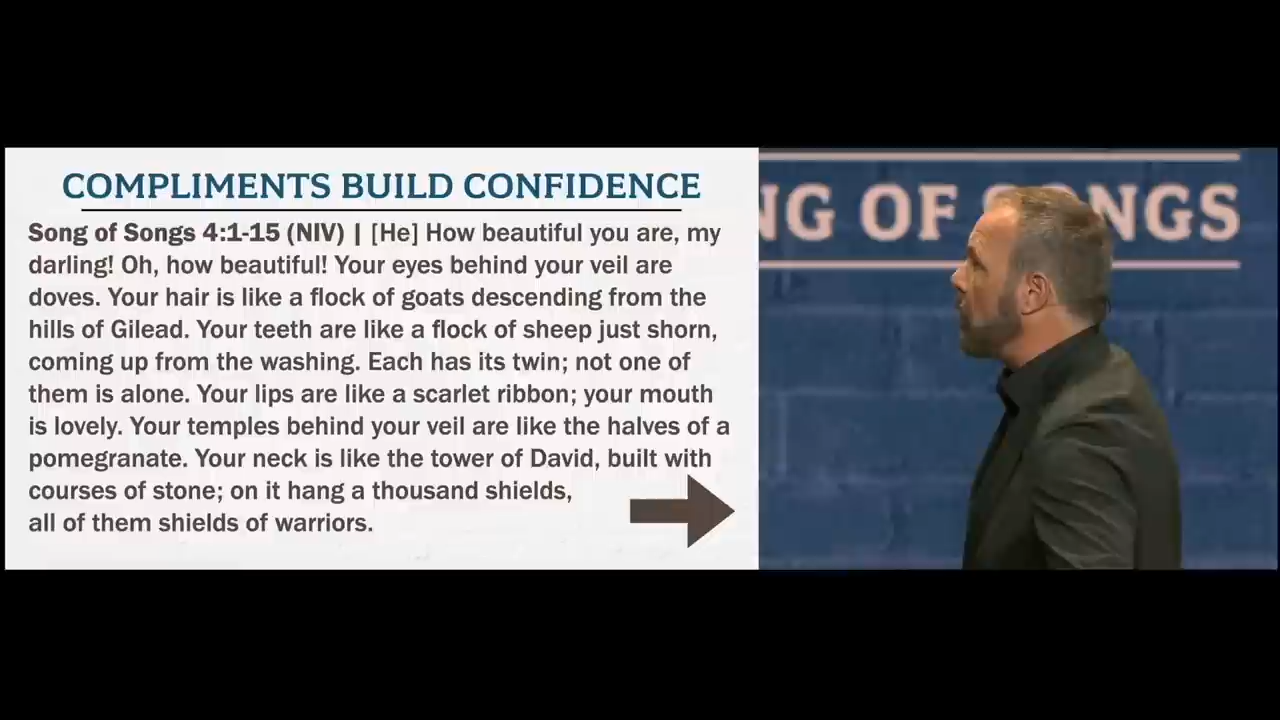 COMPLIMENTS BUILD CONFIDENCE
Song of Songs 4:1-15 (NIV) | [He] How beautiful you are, my
darling! Oh, how beautiful! Your eyes behind your veil are
doves. Your hair is like a flock of goats descending from the
hills of Gilead. Your teeth are like a flock of sheep just shorn,
coming up from the washing. Each has its twin; not one of
them is alone. Your lips are like a scarlet ribbon; your mouth
is lovely. Your temples behind your veil are like the halves of a
pomegranate. Your neck is like the tower of David, built with
courses of stone; on it hang a thousand shields,
all of them shields of warriors.
NG OF SONGS